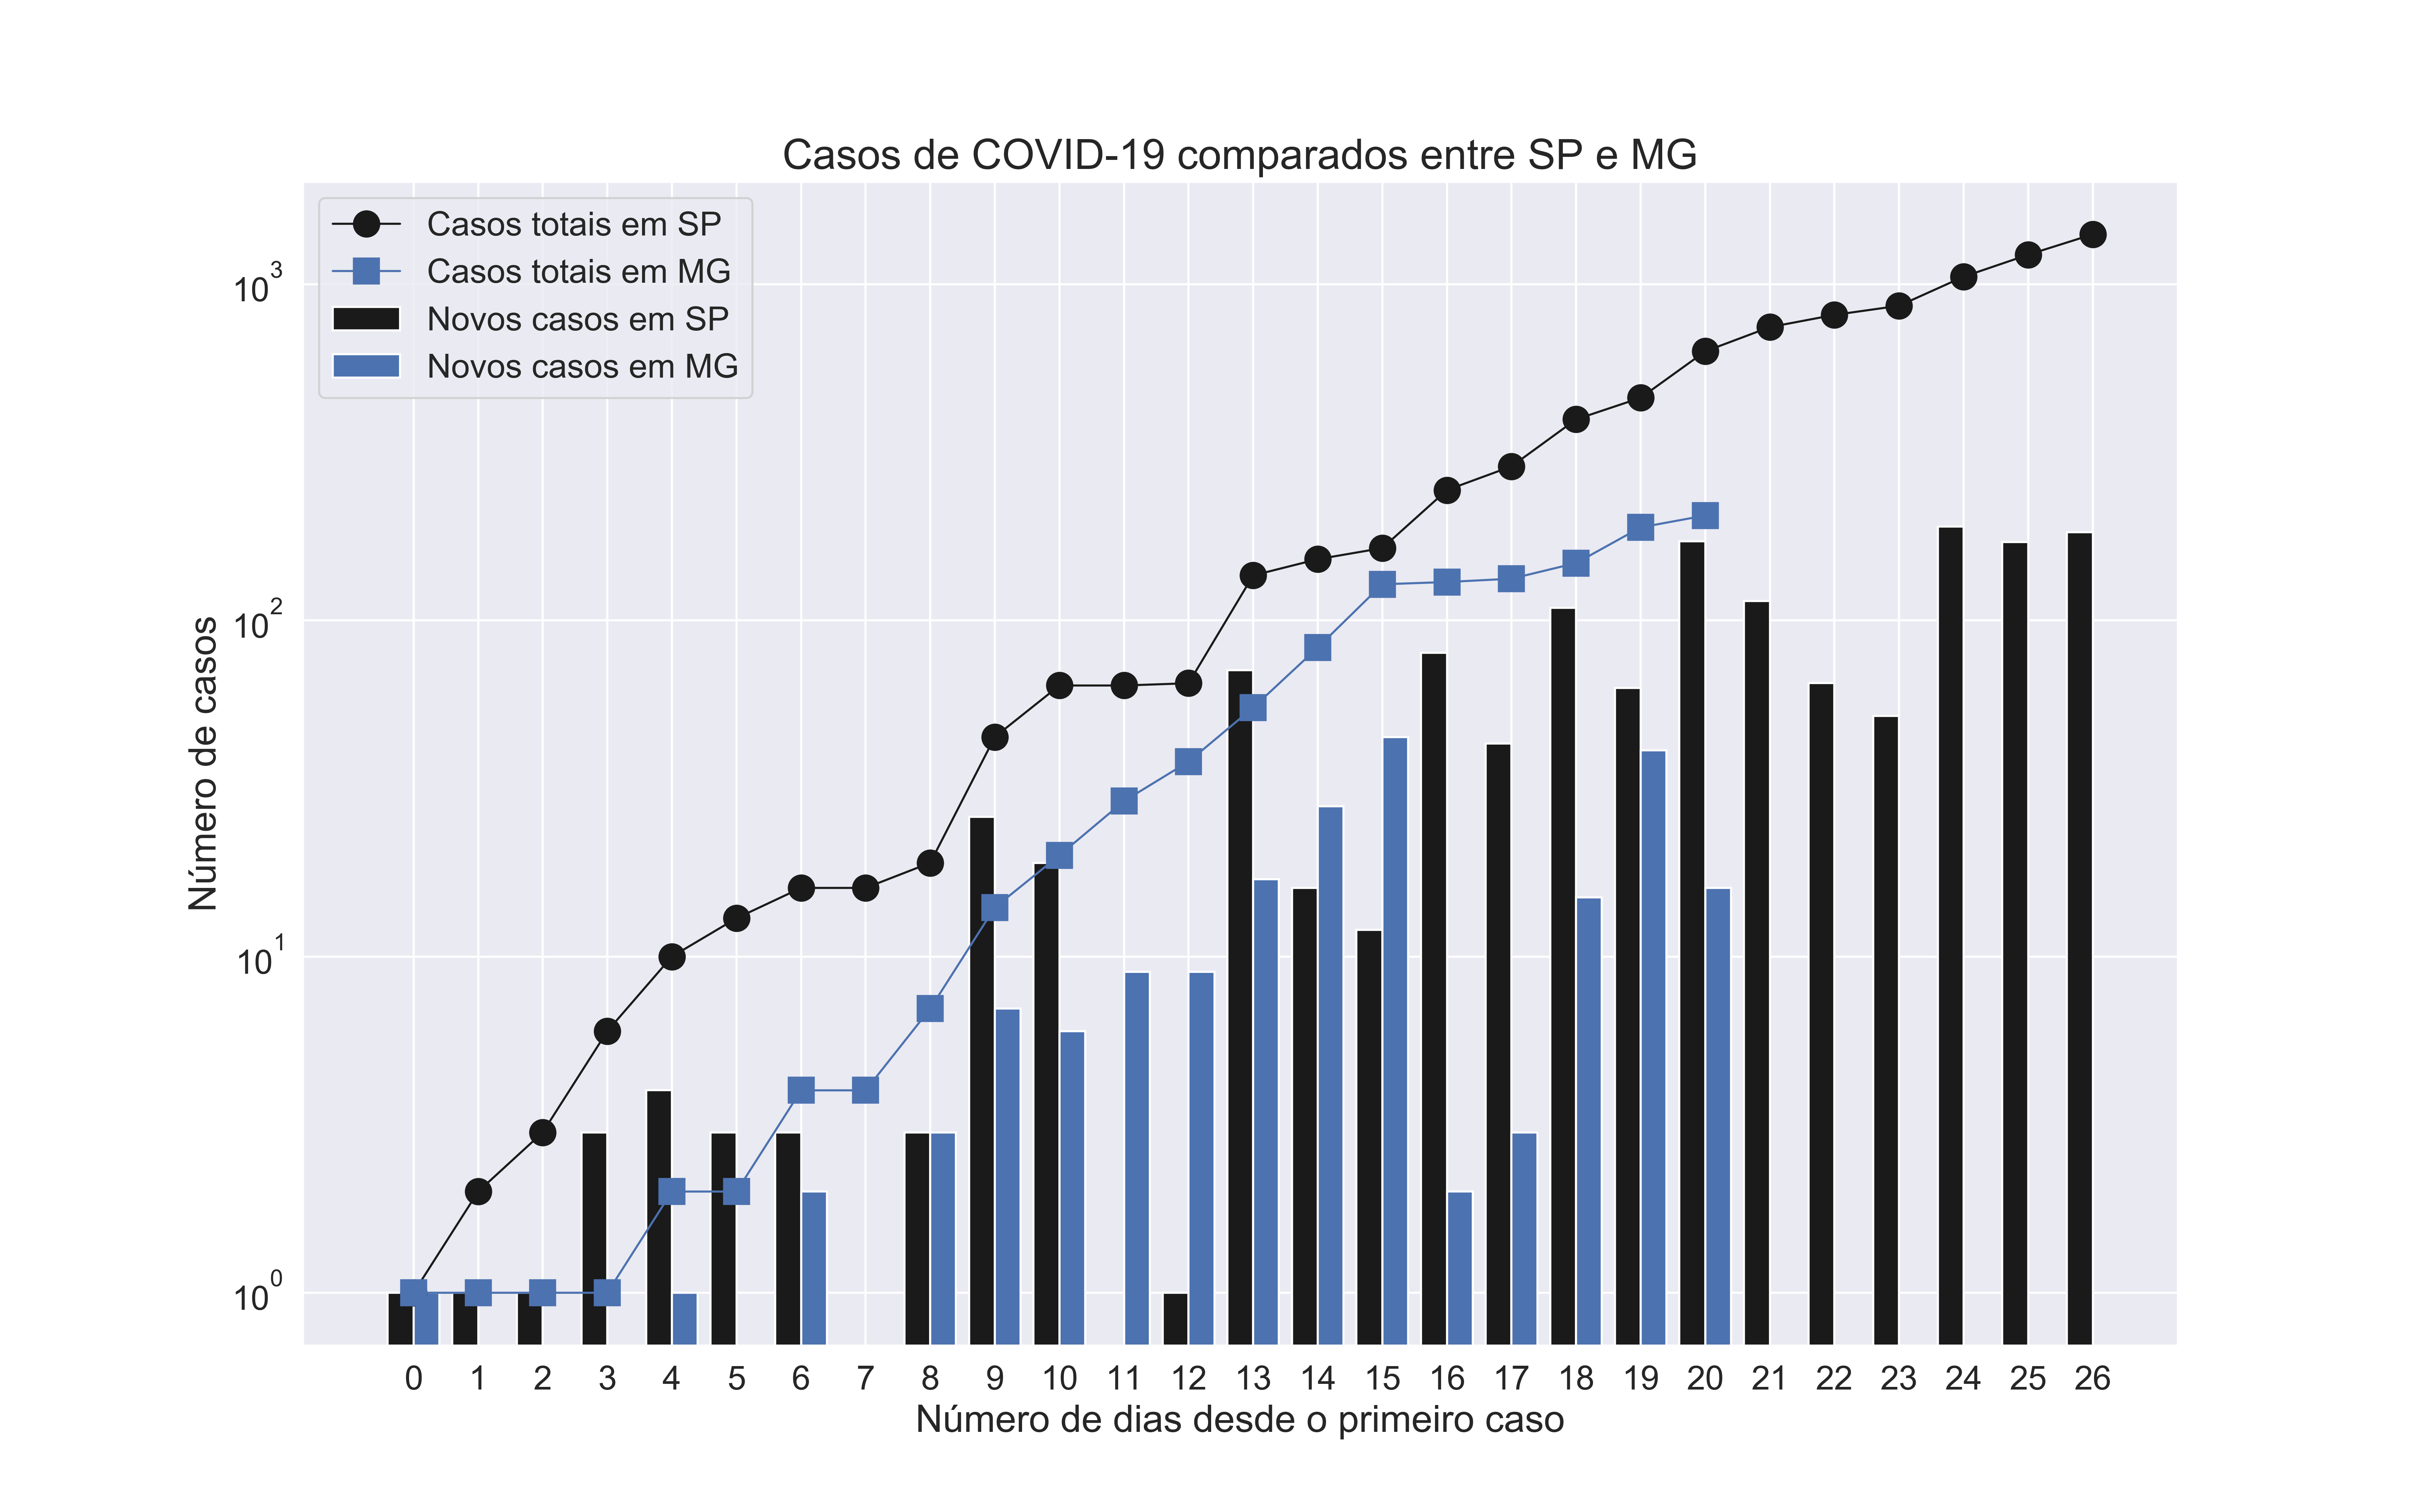 Casos de COVID-19 comparados entre SP e MG
Casos totais em SP
Casos totais em MG
Novos casos em SP
Novos casos em MG
10³
10²
10¹
10⁰
Número de casos
0 1 2 3 4 5 6 7 8 9 10 11 12 13 14 15 16 17 18 19 20 21 22 23 24 25 26
Número de dias desde o primeiro caso